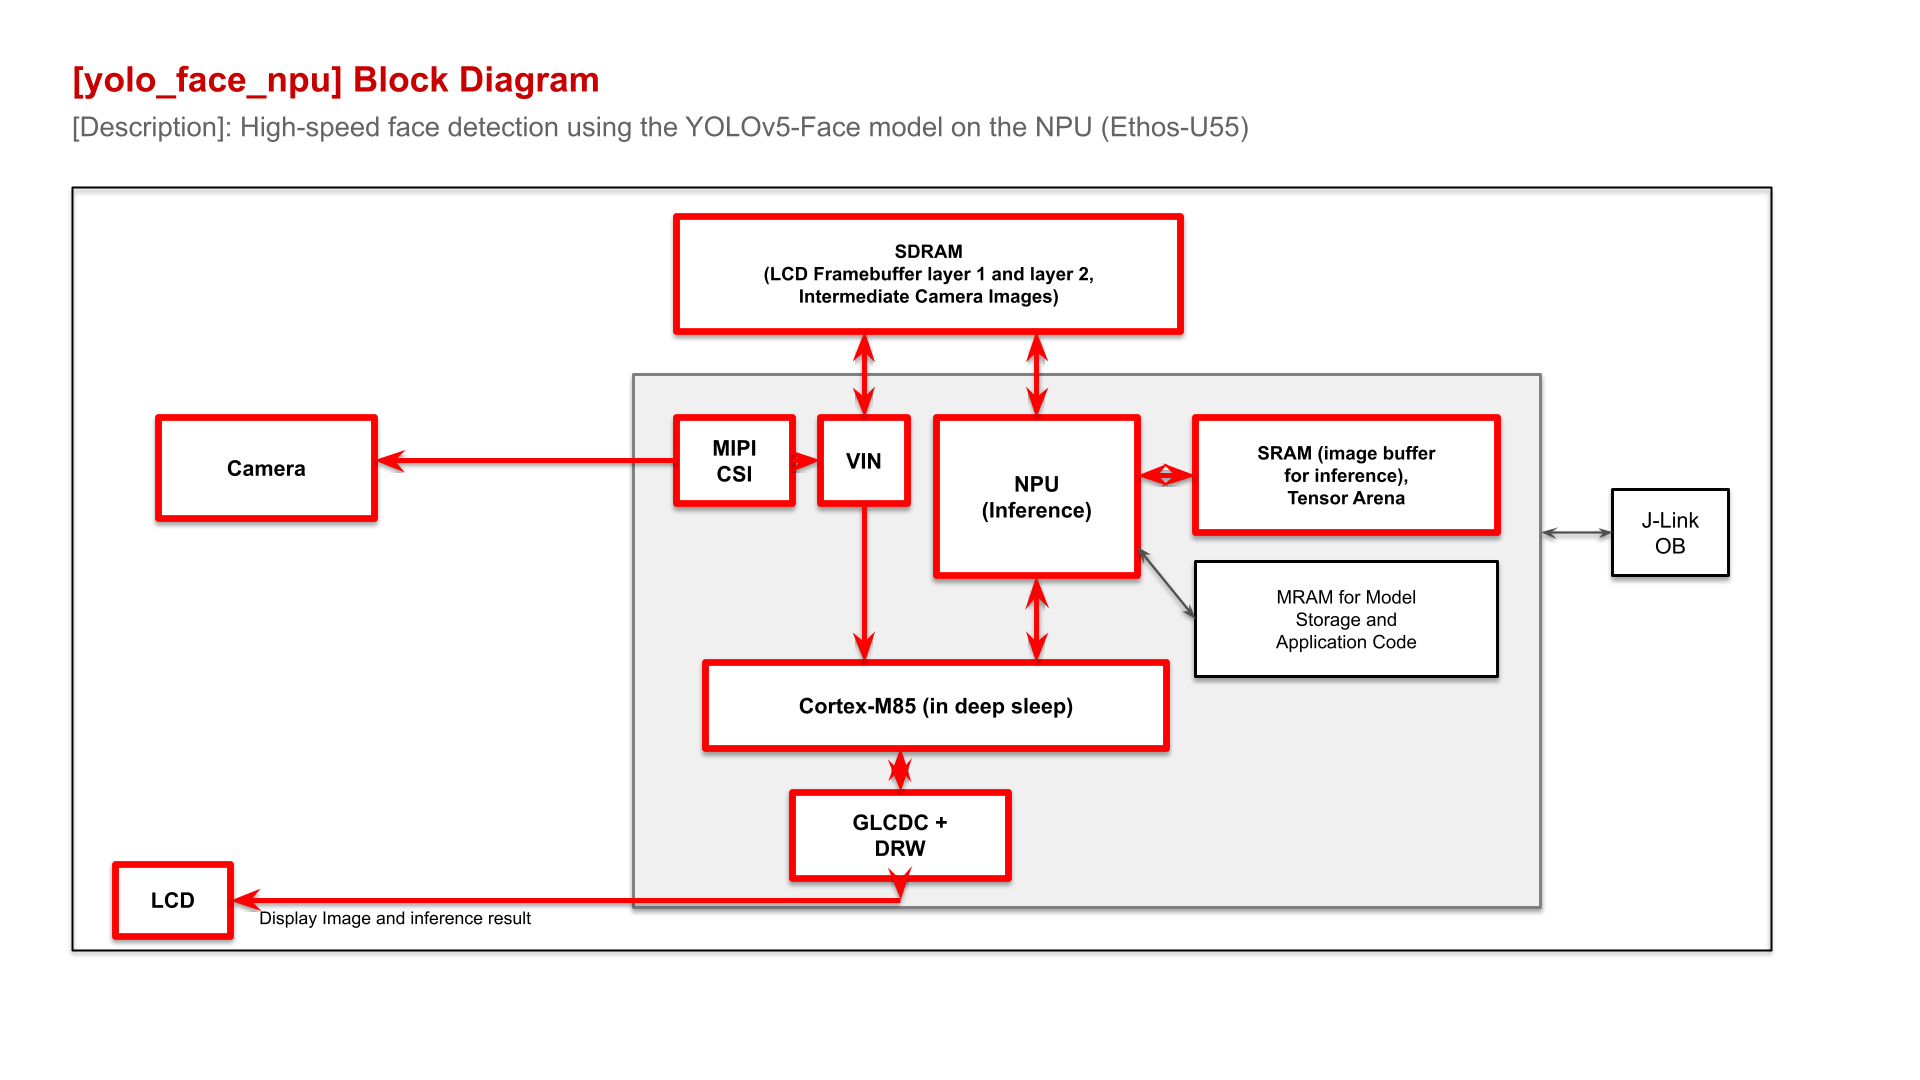 [yolo_face_npu] Block Diagram
[Description]: High-speed face detection using the YOLOv5-Face model on the NPU (Ethos-U55)
SDRAM
(LCD Framebuffer layer 1 and layer 2,
Intermediate Camera Images)
Camera
MIPI
CSI
VIN
NPU
(Inference)
SRAM (image buffer
for inference),
Tensor Arena
J-Link
OB
MRAM for Model
Storage and
Application Code
Cortex-M85 (in deep sleep)
GLCDC +
DRW
LCD
Display Image and inference result